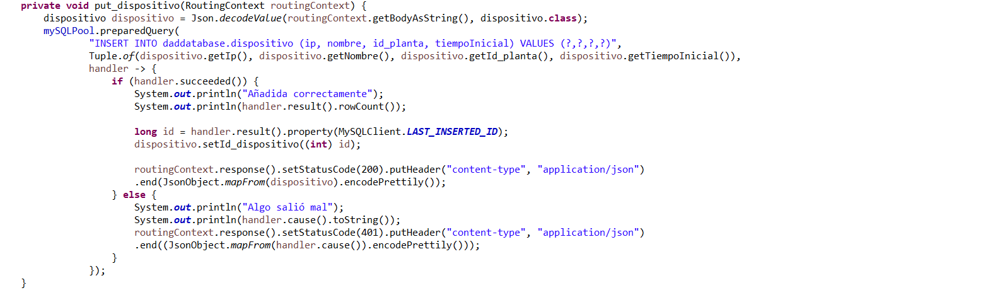 private void put_dispositivo(RoutingContext routingContext) {
    dispositivo dispositivo = Json.decodeValue(routingContext.getBodyAsString(), dispositivo.class);
    mySQLPool.preparedQuery(
            "INSERT INTO daddatabase.dispositivo (ip, nombre, id_planta, tiempoInicial) VALUES (?,?,?,?)",
            Tuple.of(dispositivo.getIp(), dispositivo.getNombre(), dispositivo.getId_planta(), dispositivo.getTiempoInicial()),
            handler -> {
                if (handler.succeeded()) {
                    System.out.println("Añadida correctamente");
                    System.out.println(handler.result().rowCount());

                    long id = handler.result().property(MySQLClient.LAST_INSERTED_ID);
                    dispositivo.setId_dispositivo((int) id);

                    routingContext.response().setStatusCode(200).putHeader("content-type", "application/json")
                    .end(JsonObject.mapFrom(dispositivo).encodePrettily());
                } else {
                    System.out.println("Algo salió mal");
                    System.out.println(handler.cause().toString());
                    routingContext.response().setStatusCode(401).putHeader("content-type", "application/json")
                    .end((JsonObject.mapFrom(handler.cause()).encodePrettily()));
                }
            });
}